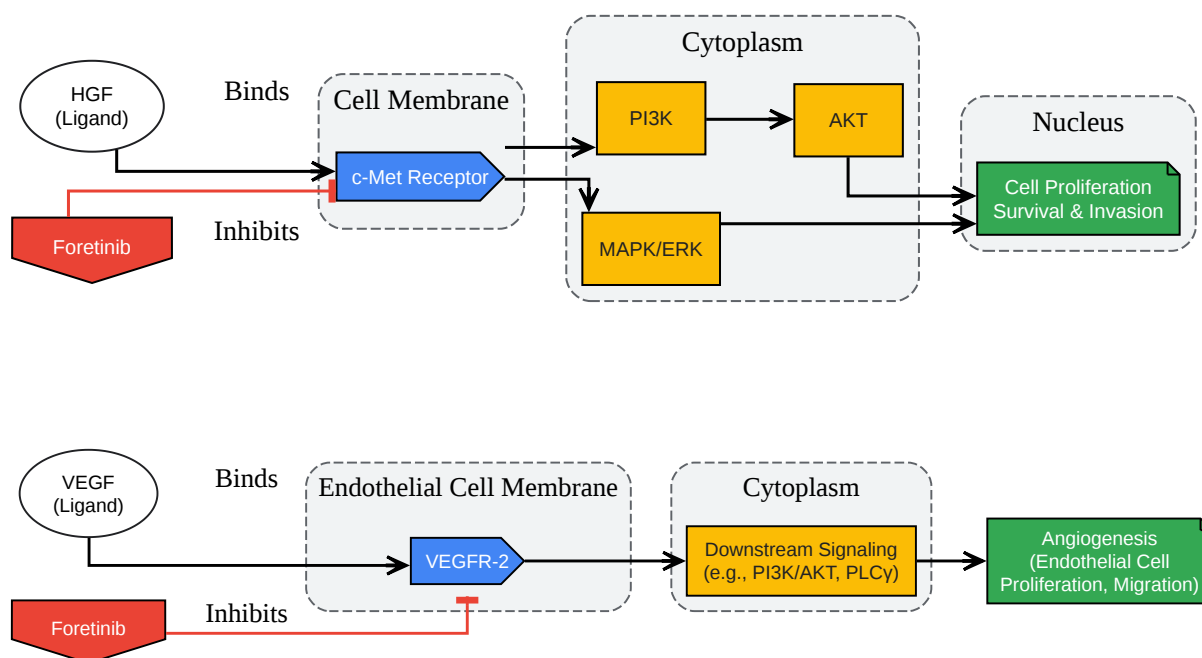 Cytoplasm
HGF
(Ligand)
Binds
Cell Membrane
PI3K
AKT
Nucleus
c-Met Receptor
Cell Proliferation
Survival & Invasion
Foretinib
Inhibits
MAPK/ERK
VEGF
(Ligand)
Binds
Endothelial Cell Membrane
Cytoplasm
VEGFR-2
Downstream Signaling
(e.g., PI3K/AKT, PLCγ)
Angiogenesis
(Endothelial Cell
Proliferation, Migration)
Foretinib
Inhibits